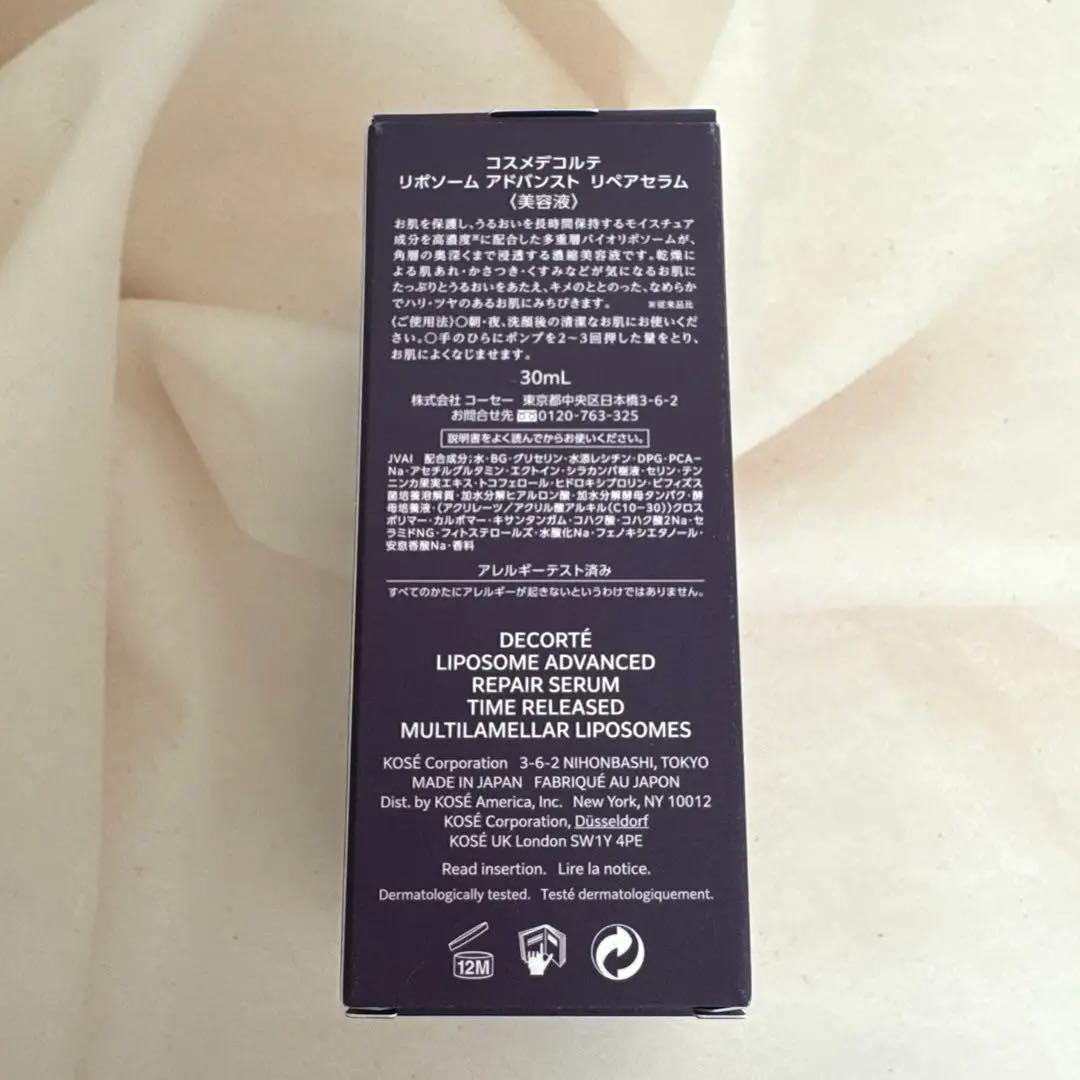 コスメデコルテ
リポソーム アドバンスト リペアセラム
〈美容液〉
お肌を保護し、うるおいを長時間保持するモイスチュア
成分を高濃度※に配合した多重層バイオリポソームが、
角層の奥深くまで浸透する濃縮美容液です。乾燥に
よる肌あれ・かさつき・くすみなどが気になるお肌に
たっぷりとうるおいをあたえ、キメのととのった、なめらか
でハリ・ツヤのあるお肌にみちびきます。 ※従来品比
〈ご使用法〉○朝・夜、洗顔後の清潔なお肌にお使いくだ
さい。○手のひらにポンプを2～3回押した量をとり、
お肌によくなじませます。
30mL
株式会社 コーセー 東京都中央区日本橋3-6-2
お問合せ先 0120-763-325
説明書をよく読んでからお使いください。
JVAI 配合成分;水・BG・グリセリン・水添レシチン・DPG・PCA-
Na・アセチルグルタミン・エクトイン・シラカンバ樹液・セリン・テン
ニンカ果実エキス・トコフェロール・ヒドロキシプロリン・ビフィズス
菌培養溶解質・加水分解ヒアルロン酸・加水分解酵母タンパク・酵
母培養液・(アクリレーツ／アクリル酸アルキル(C10-30))クロス
ポリマー・カルボマー・キサンタンガム・コハク酸・コハク酸2Na・セ
ラミドNG・フィトステロールズ・水酸化Na・フェノキシエタノール・
安息香酸Na・香料
アレルギーテスト済み
すべてのかたにアレルギーが起きないというわけではありません。
DECORTÉ
LIPOSOME ADVANCED
REPAIR SERUM
TIME RELEASED
MULTILAMELLAR LIPOSOMES
KOSÉ Corporation 3-6-2 NIHONBASHI, TOKYO
MADE IN JAPAN FABRIQUÉ AU JAPON
Dist. by KOSÉ America, Inc. New York, NY 10012
KOSÉ Corporation, Düsseldorf
KOSÉ UK London SW1Y 4PE
Read insertion. Lire la notice.
Dermatologically tested. Testé dermatologiquement.
12M